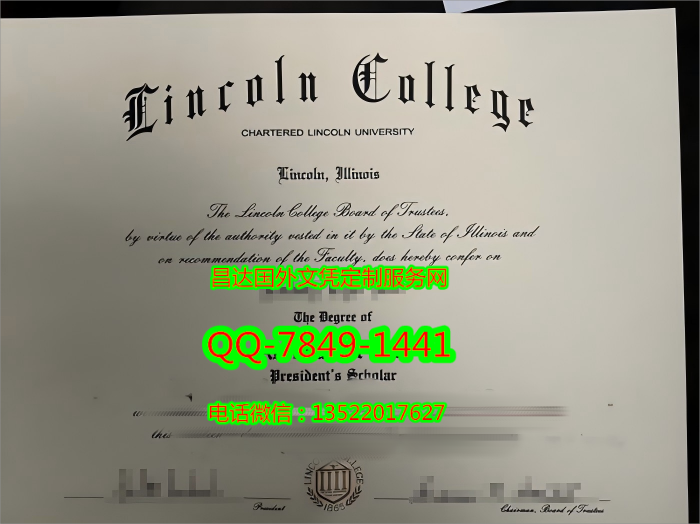 Lincoln College
CHARTERED LINCOLN UNIVERSITY
Lincoln, Illinois
The Lincoln College Board of Trustees,
by virtue of the authority vested in it by the State of Illinois and
on recommendation of the Faculty, does hereby confer on
昌达国外文凭定制服务网
The Degree of
QQ-7849-1441
President's Scholar
电话微信：13522017627
this
LINCOLN COLLEGE
1865
President
Chairman, Board of Trustees